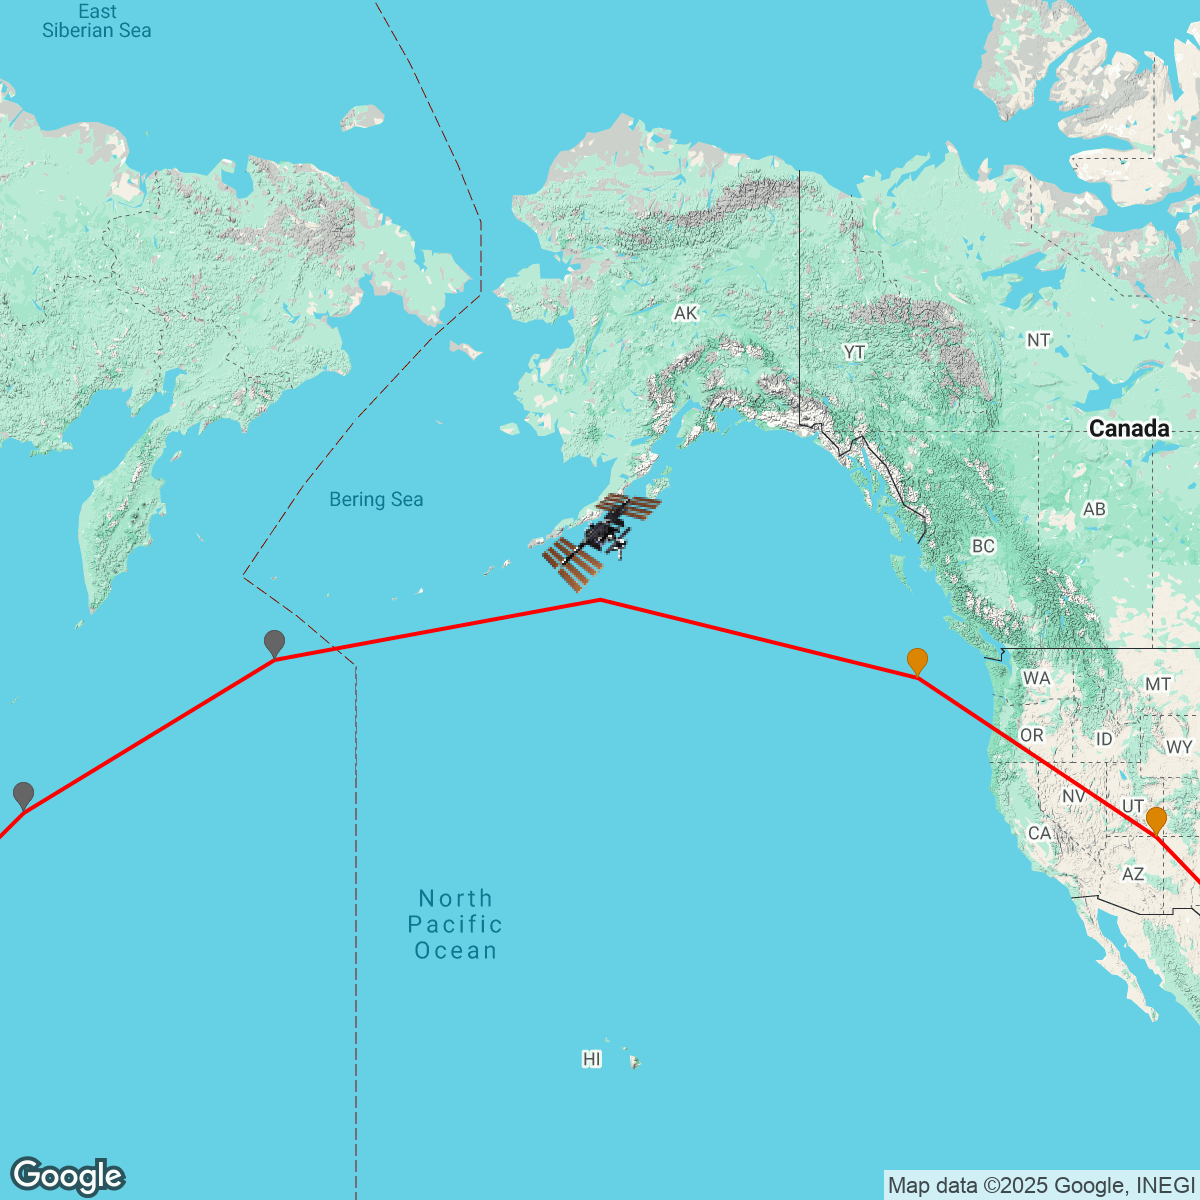 East
Siberian Sea
AK
YT
NT
Canada
Bering Sea
AB
BC
WA
MT
OR
ID
WY
NV
UT
CA
AZ
North
Pacific
Ocean
HI
Google
Map data ©2025 Google, INEGI